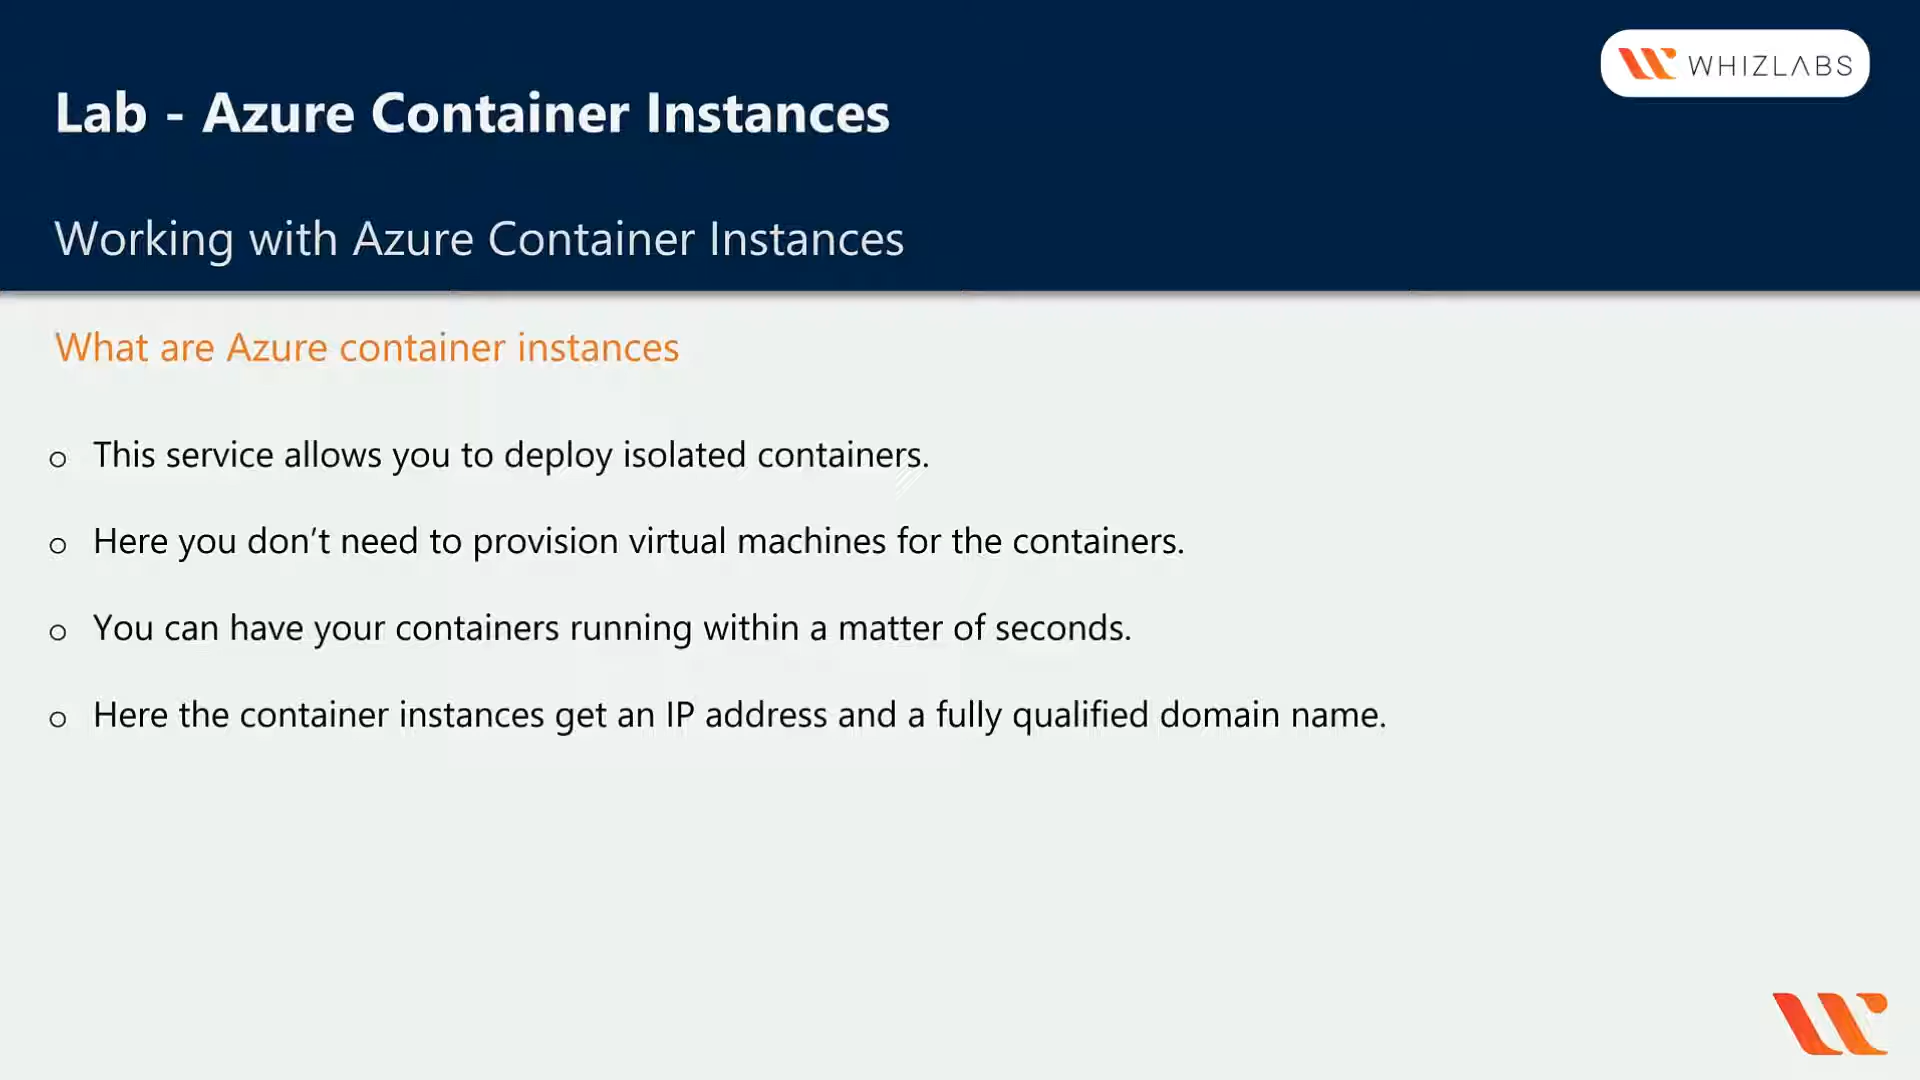 WHIZLABS
Lab - Azure Container Instances
Working with Azure Container Instances
What are Azure container instances
o This service allows you to deploy isolated containers.
o Here you don’t need to provision virtual machines for the containers.
o You can have your containers running within a matter of seconds.
o Here the container instances get an IP address and a fully qualified domain name.